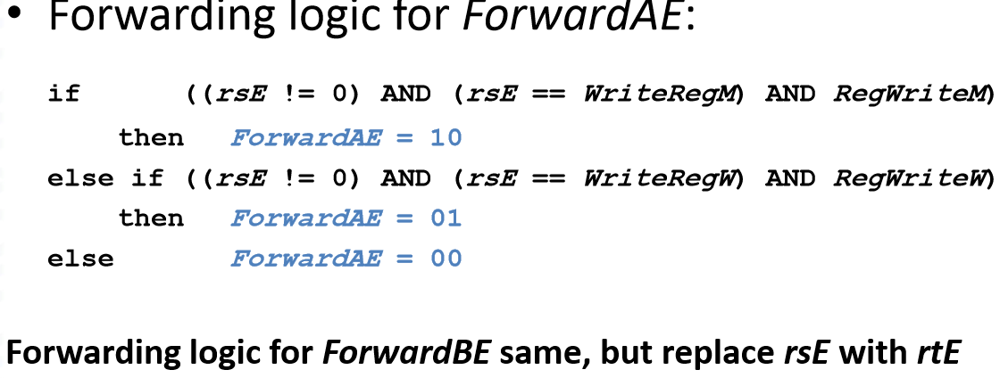 • Forwarding logic for ForwardAE:
if ((rsE != 0) AND (rsE == WriteRegM) AND RegWriteM)
then ForwardAE = 10
else if ((rsE != 0) AND (rsE == WriteRegW) AND RegWriteW)
then ForwardAE = 01
else ForwardAE = 00
Forwarding logic for ForwardBE same, but replace rsE with rtE